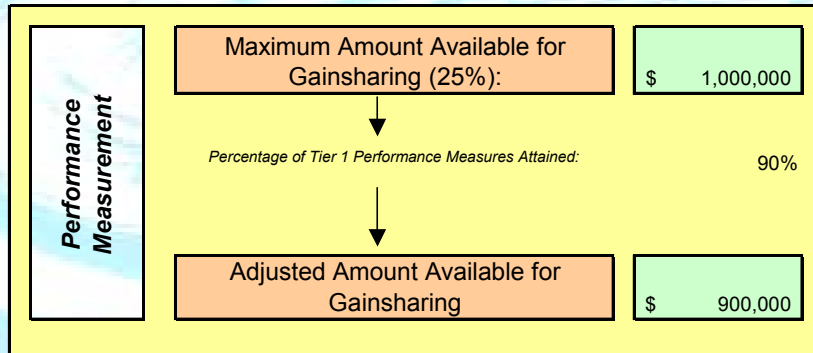 Performance
Measurement
Maximum Amount Available for
Gainsharing (25%):
$ 1,000,000
Percentage of Tier 1 Performance Measures Attained:
90%
Adjusted Amount Available for
Gainsharing
$ 900,000